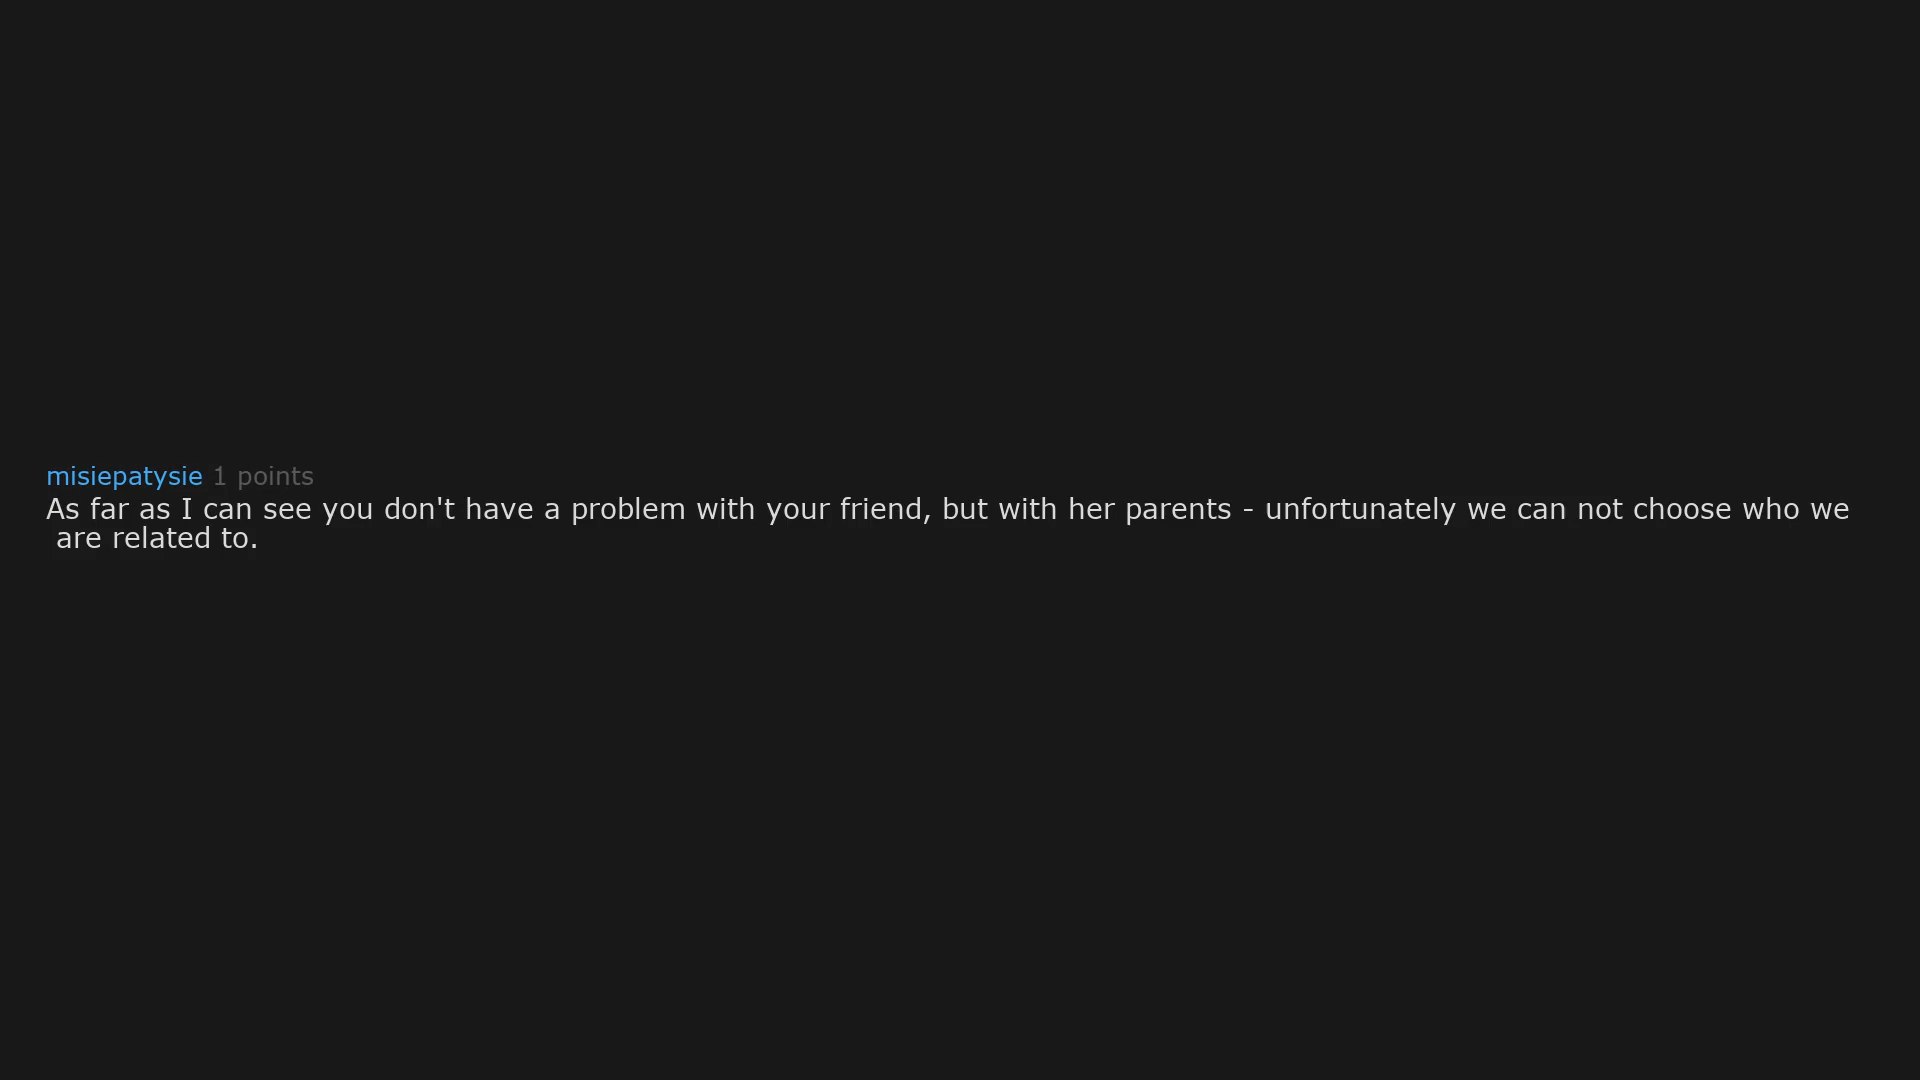 misiepatysie 1 points
As far as I can see you don't have a problem with your friend, but with her parents - unfortunately we can not choose who we
are related to.